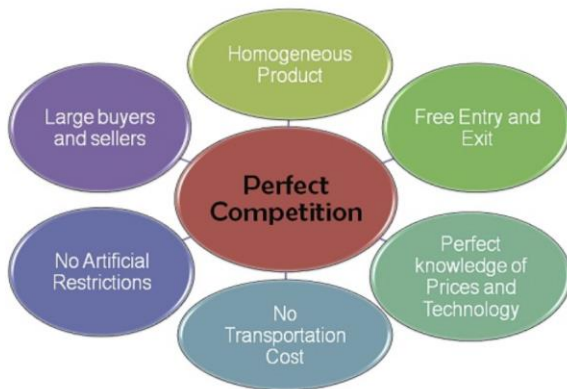 Homogeneous
Product
Large buyers
and sellers
Free Entry and
Exit
Perfect
Competition
No Artificial
Restrictions
Perfect
knowledge of
Prices and
Technology
No
Transportation
Cost